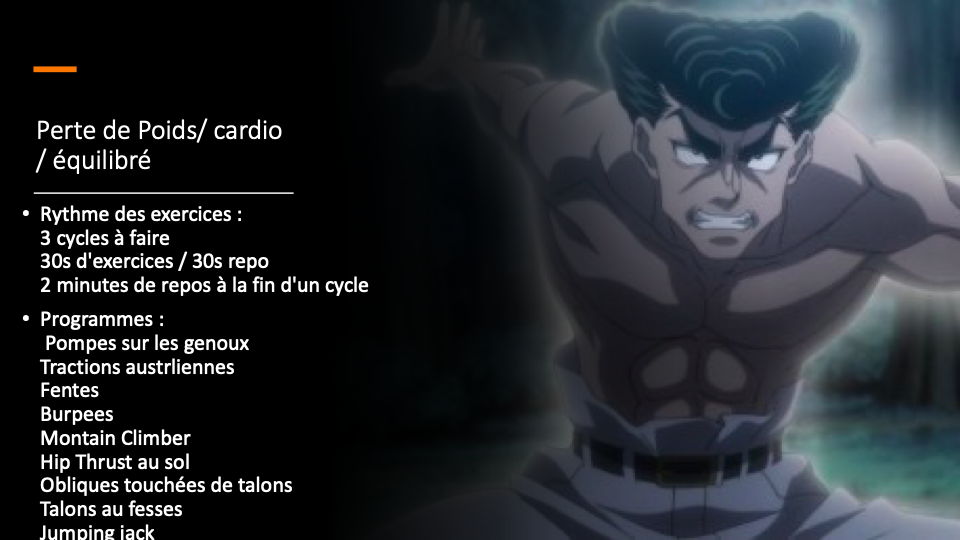 Perte de Poids/ cardio
/ équilibré
• Rythme des exercices :
3 cycles à faire
30s d'exercices / 30s repo
2 minutes de repos à la fin d'un cycle
• Programmes :
Pompes sur les genoux
Tractions austrliennes
Fentes
Burpees
Montain Climber
Hip Thrust au sol
Obliques touchées de talons
Talons au fesses
Jumping jack